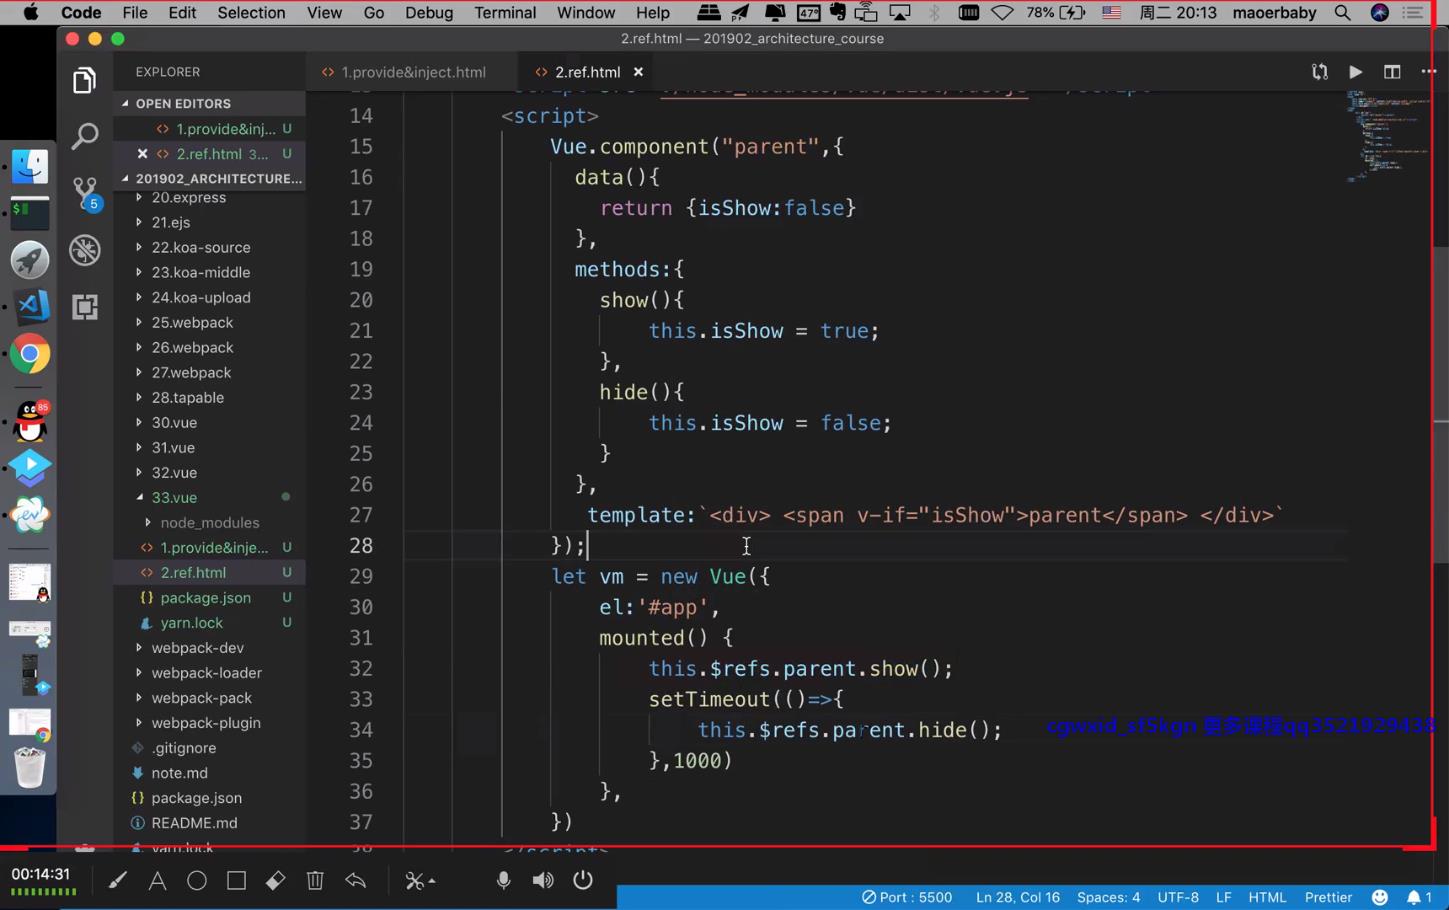 Code File Edit Selection View Go Debug Terminal Window Help 47° 78% 周二 20:13 maoerbaby
2.ref.html — 201902_architecture_course
EXPLORER
1.provide&inject.html
2.ref.html
OPEN EDITORS
1.provide&inj... U
2.ref.html 3... U
201902_ARCHITECTURE...
20.express
21.ejs
22.koa-source
23.koa-middle
24.koa-upload
25.webpack
26.webpack
27.webpack
28.tapable
30.vue
31.vue
32.vue
33.vue
node_modules
1.provide&inje... U
2.ref.html U
package.json U
yarn.lock U
webpack-dev
webpack-loader
webpack-pack
webpack-plugin
.gitignore
note.md
package.json
README.md
yarn.lock
5
85
14 <script>
15 Vue.component("parent",{
16 data(){
17 return {isShow:false}
18 },
19 methods:{
20 show(){
21 this.isShow = true;
22 },
23 hide(){
24 this.isShow = false;
25 }
26 },
27 template:`<div> <span v-if="isShow">parent</span> </div>`
28 });
29 let vm = new Vue({
30 el:'#app',
31 mounted() {
32 this.$refs.parent.show();
33 setTimeout(()=>{
34 this.$refs.parent.hide();
35 },1000)
36 },
37 })
cgwxid_sf5kgn 更多课程qq3521929438
00:14:31
Port : 5500 Ln 28, Col 16 Spaces: 4 UTF-8 LF HTML Prettier 1